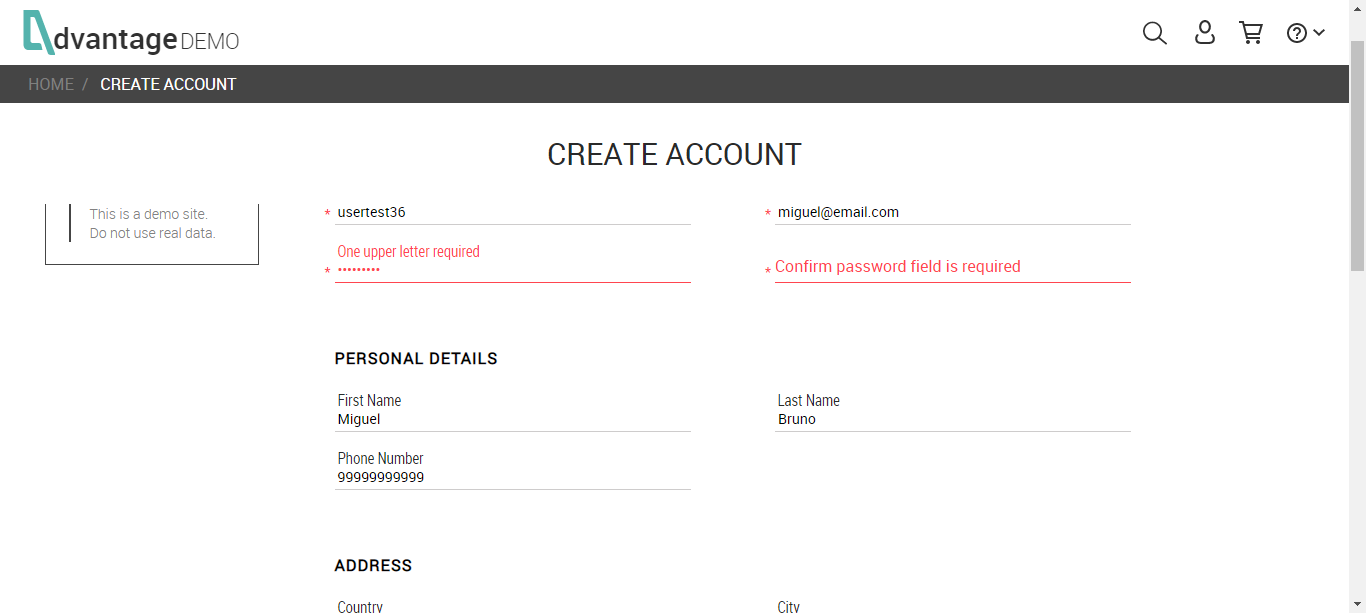 dvantage DEMO
HOME / CREATE ACCOUNT
CREATE ACCOUNT
This is a demo site.
Do not use real data.
* usertest36
* miguel@email.com
One upper letter required
* •••••••••
* Confirm password field is required
PERSONAL DETAILS
First Name
Miguel
Last Name
Bruno
Phone Number
99999999999
ADDRESS
Country
City